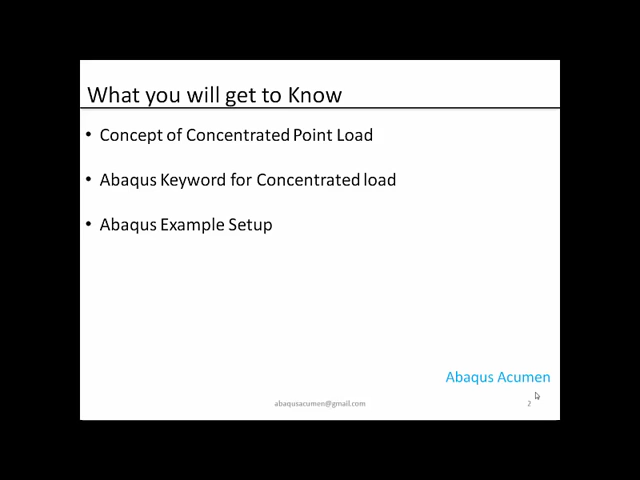 What you will get to Know
• Concept of Concentrated Point Load
• Abaqus Keyword for Concentrated load
• Abaqus Example Setup
Abaqus Acumen
abaqusacumen@gmail.com
2